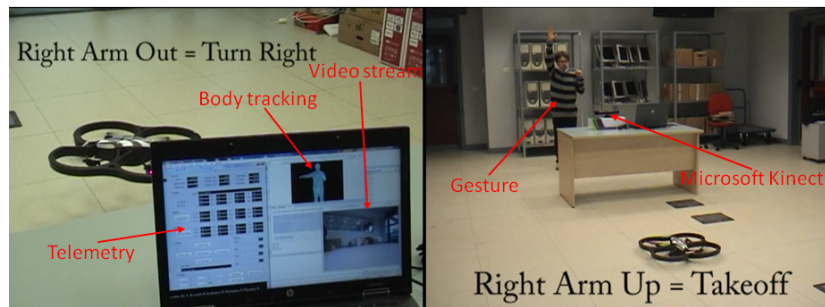 Right Arm Out = Turn Right
Video stream
Body tracking
Telemetry
Gesture
Microsoft Kinect
Right Arm Up = Takeoff